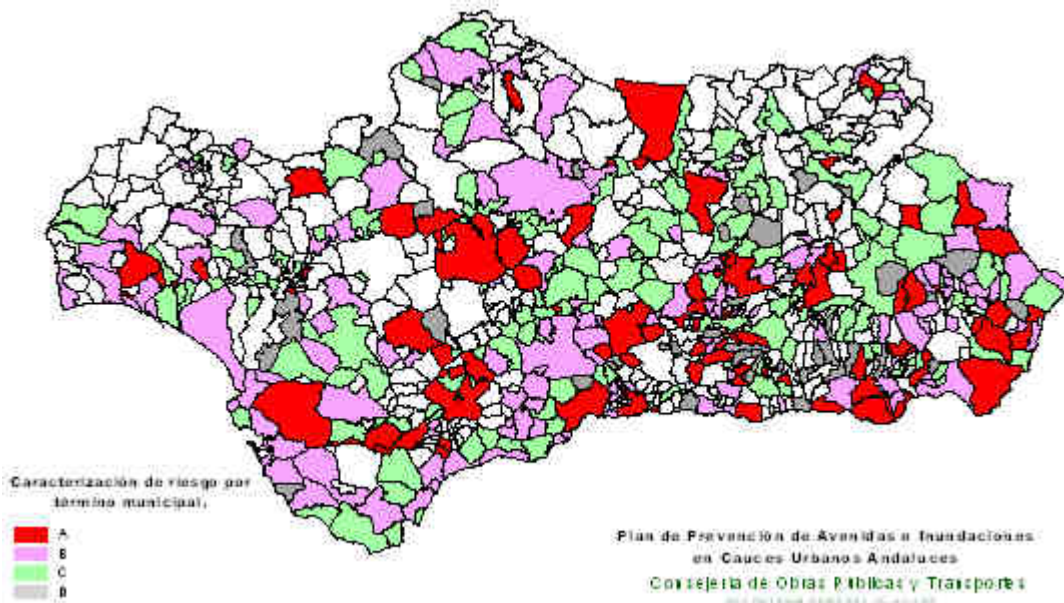 Caracterización de riesgo por
término municipal.
A
B
C
D
Plan de Prevención de Avenidas e Inundaciones
en Cauces Urbanos Andaluces
Consejería de Obras Públicas y Transportes